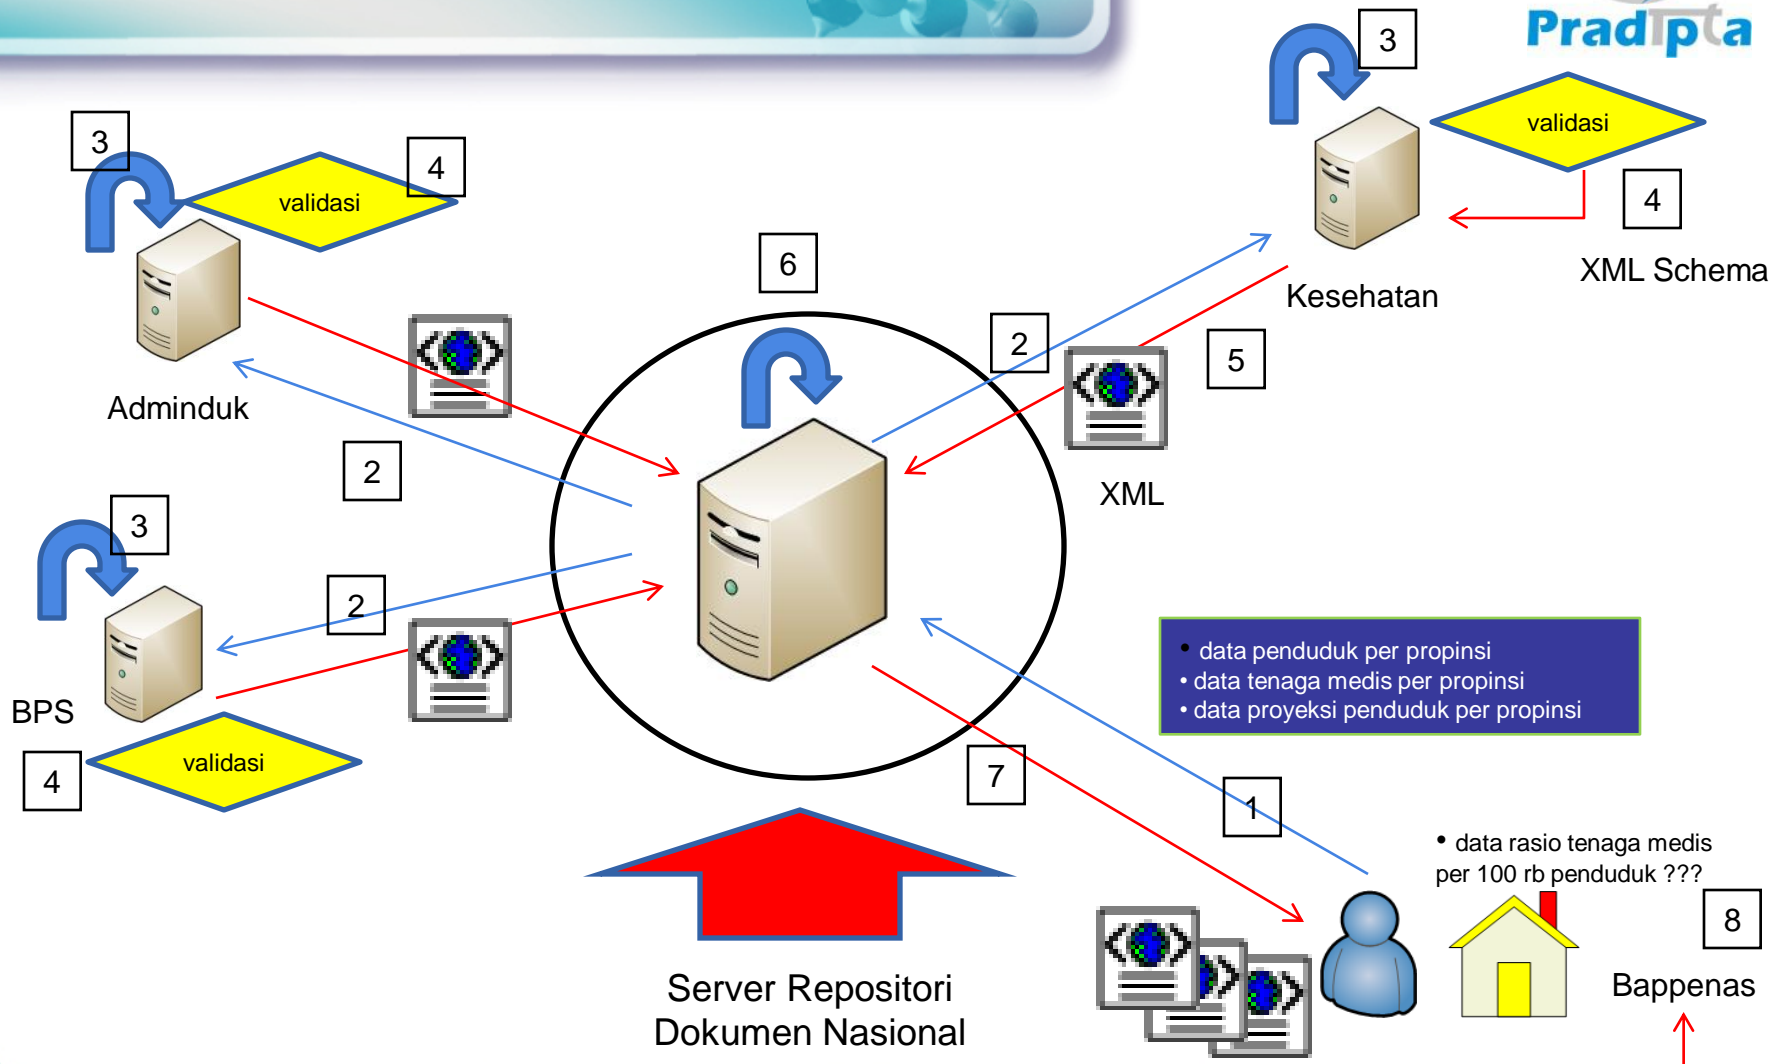 Pradipta
3
3
validasi
4
validasi
4
6
XML Schema
Kesehatan
2
5
Adminduk
2
XML
3
2
• data penduduk per propinsi
• data tenaga medis per propinsi
• data proyeksi penduduk per propinsi
BPS
validasi
4
7
1
• data rasio tenaga medis
per 100 rb penduduk ???
8
Server Repositori
Dokumen Nasional
Bappenas